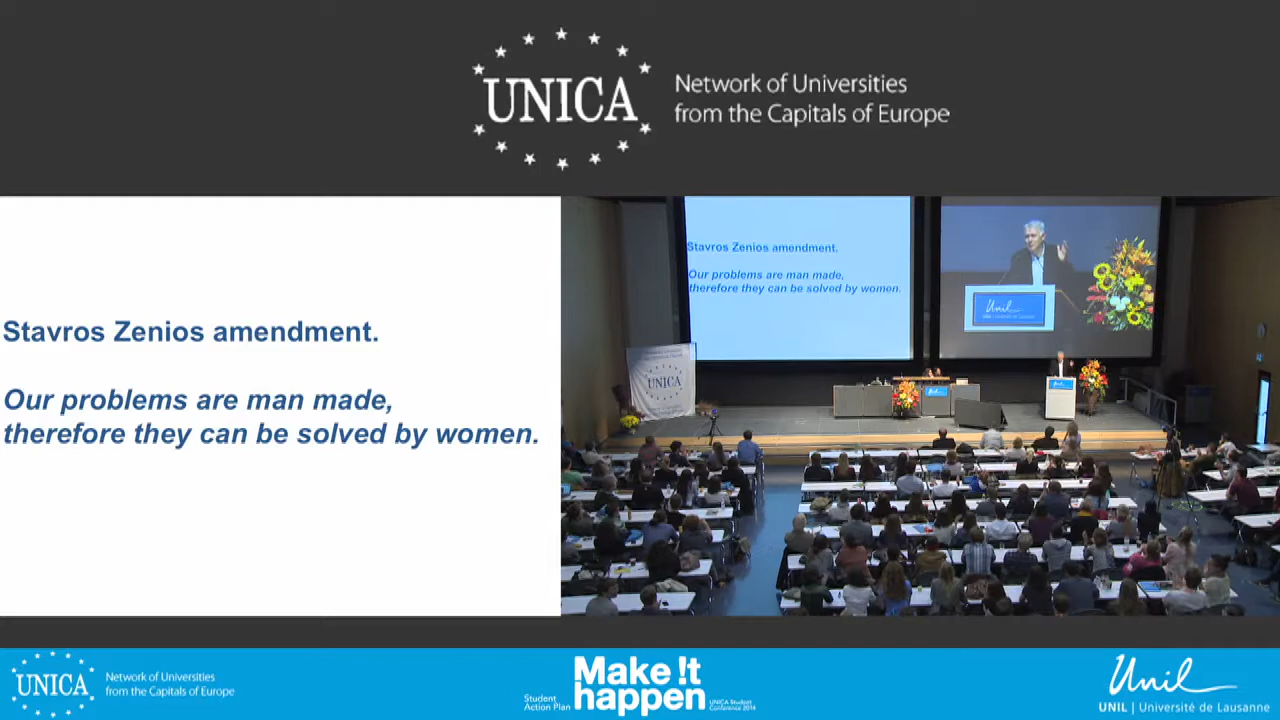 UNICA
Network of Universities
from the Capitals of Europe
Stavros Zenios amendment.
Our problems are man made,
therefore they can be solved by women.
Stavros Zenios amendment.
Our problems are man made,
therefore they can be solved by women.
Unil
UNICA
UNICA
Network of Universities
from the Capitals of Europe
Student
Action Plan
Make !t
happen
UNICA Student
Conference 2014
Unil
UNIL | Université de Lausanne